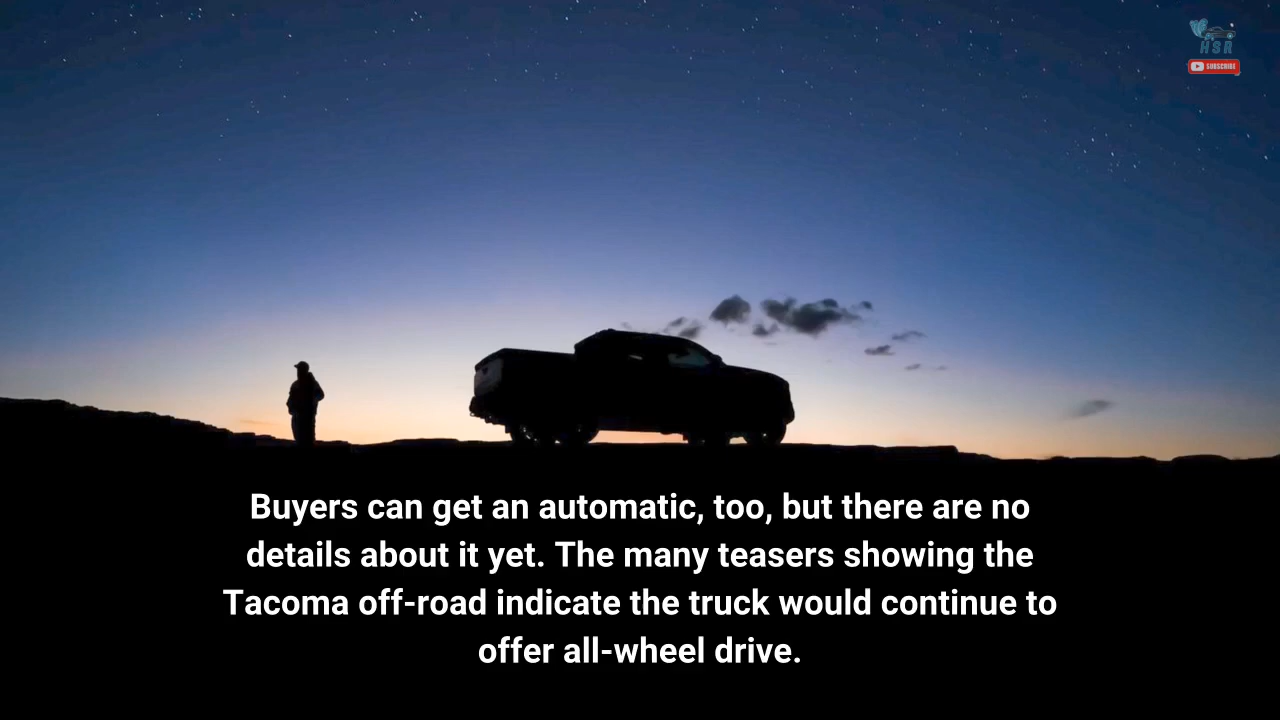 HSR
SUBSCRIBE
Buyers can get an automatic, too, but there are no
details about it yet. The many teasers showing the
Tacoma off-road indicate the truck would continue to
offer all-wheel drive.